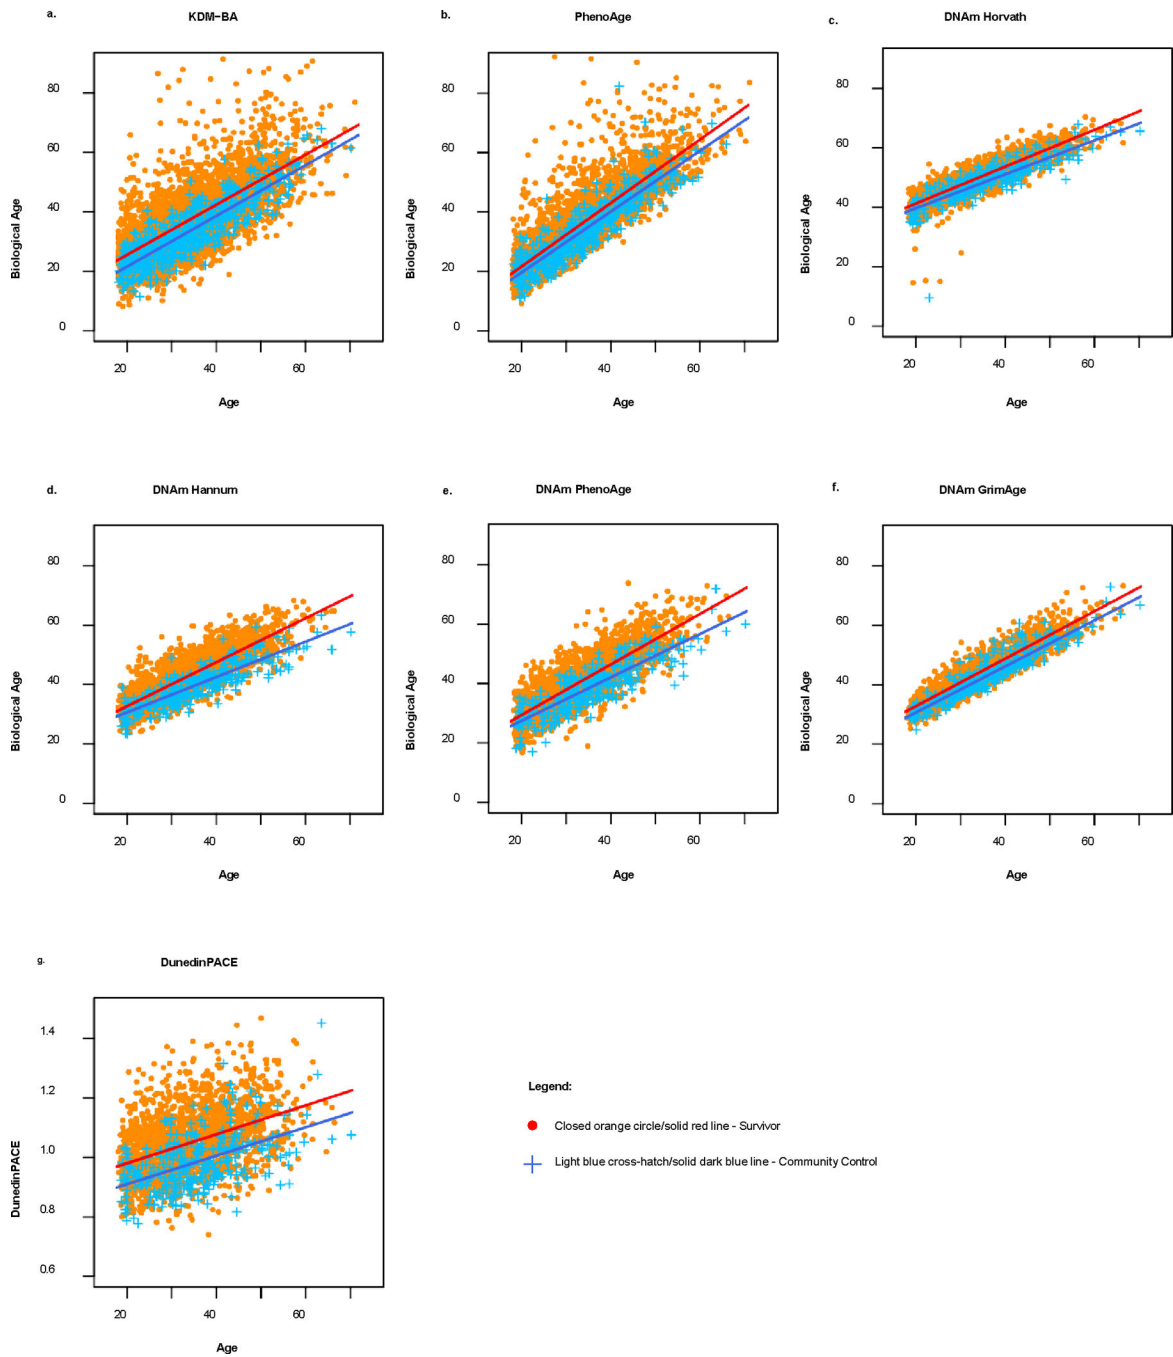 a.
KDM-BA
Biological Age
80
60
40
20
0
20 40 60
Age
b.
PhenoAge
Biological Age
80
60
40
20
0
20 40 60
Age
c.
DNAm Horvath
Biological Age
80
60
40
20
0
20 40 60
Age
d.
DNAm Hannum
Biological Age
80
60
40
20
0
20 40 60
Age
e.
DNAm PhenoAge
Biological Age
80
60
40
20
0
20 40 60
Age
f.
DNAm GrimAge
Biological Age
80
60
40
20
0
20 40 60
Age
g.
DunedinPACE
DunedinPACE
1.4
1.2
1.0
0.8
0.6
20 40 60
Age
Legend:
Closed orange circle/solid red line - Survivor
Light blue cross-hatch/solid dark blue line - Community Control